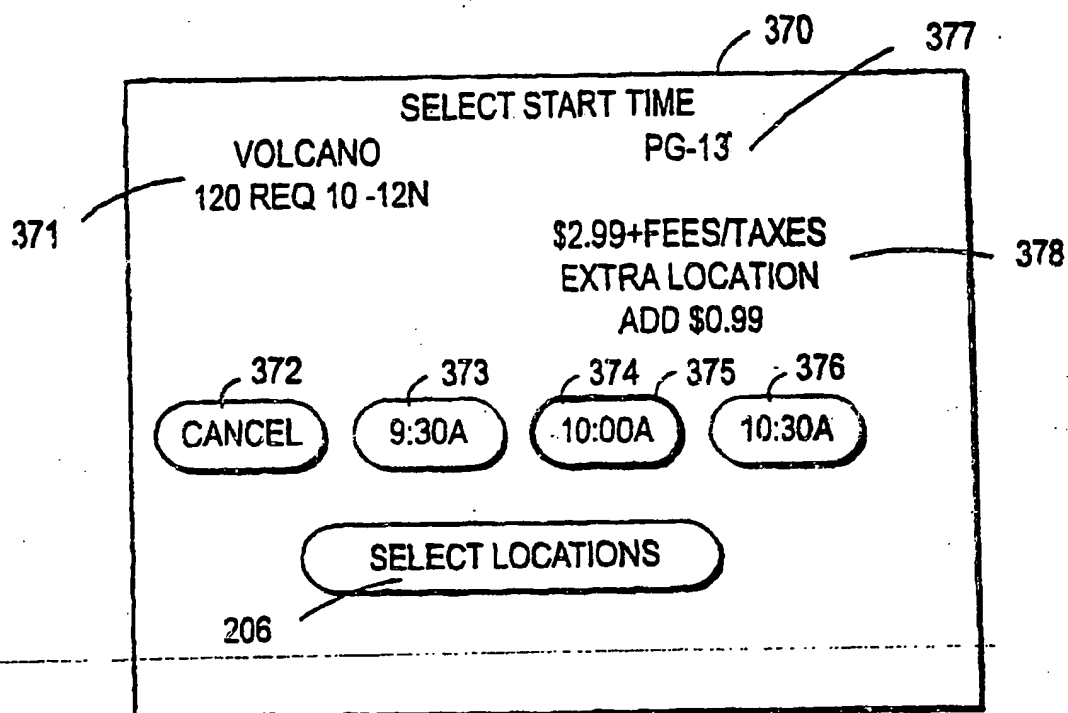 370
377
SELECT START TIME
VOLCANO
PG-13
120 REQ 10 -12N
371
$2.99+FEES/TAXES
378
EXTRA LOCATION
ADD $0.99
372 373 374 375 376
CANCEL 9:30A 10:00A 10:30A
SELECT LOCATIONS
206